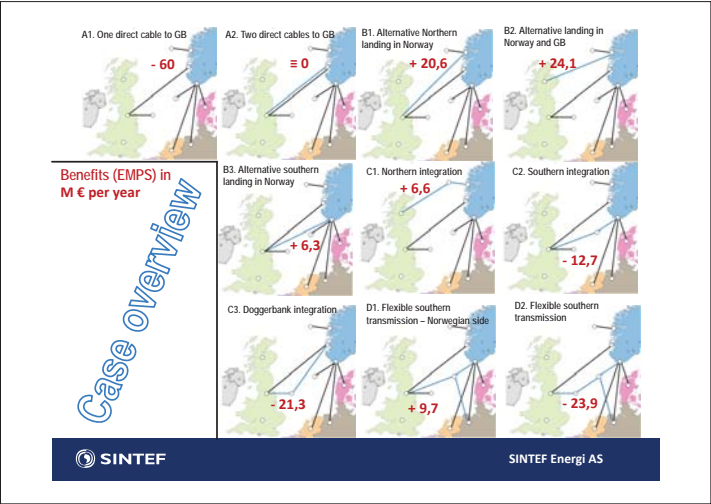 A1. One direct cable to GB
- 60
A2. Two direct cables to GB
≡ 0
B1. Alternative Northern
landing in Norway
+ 20,6
B2. Alternative landing in
Norway and GB
+ 24,1
Benefits (EMPS) in
M € per year
Case overview
B3. Alternative southern
landing in Norway
+ 6,3
C1. Northern integration
+ 6,6
C2. Southern integration
- 12,7
C3. Doggerbank integration
- 21,3
D1. Flexible southern
transmission – Norwegian side
+ 9,7
D2. Flexible southern
transmission
- 23,9
SINTEF
SINTEF Energi AS